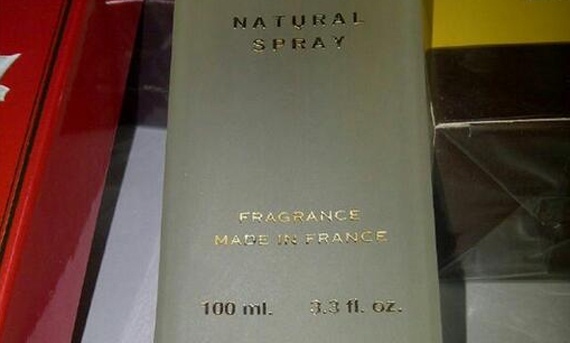 NATURAL
SPRAY
FRAGRANCE
MADE IN FRANCE
100 ml. 3.3 fl. oz.